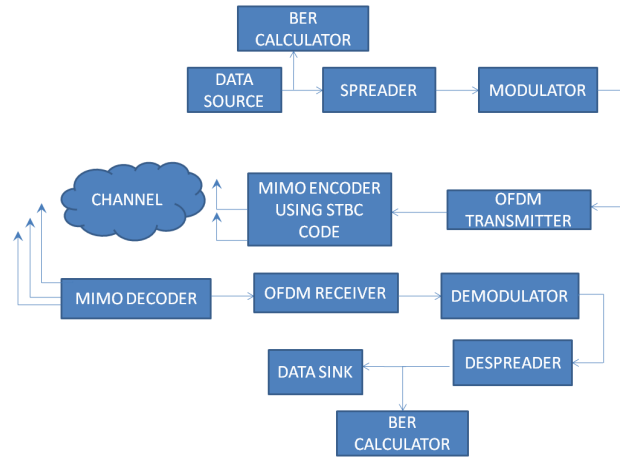 BER
CALCULATOR
DATA
SOURCE
SPREADER
MODULATOR
CHANNEL
MIMO ENCODER
USING STBC
CODE
OFDM
TRANSMITTER
MIMO DECODER
OFDM RECEIVER
DEMODULATOR
DESPREADER
DATA SINK
BER
CALCULATOR